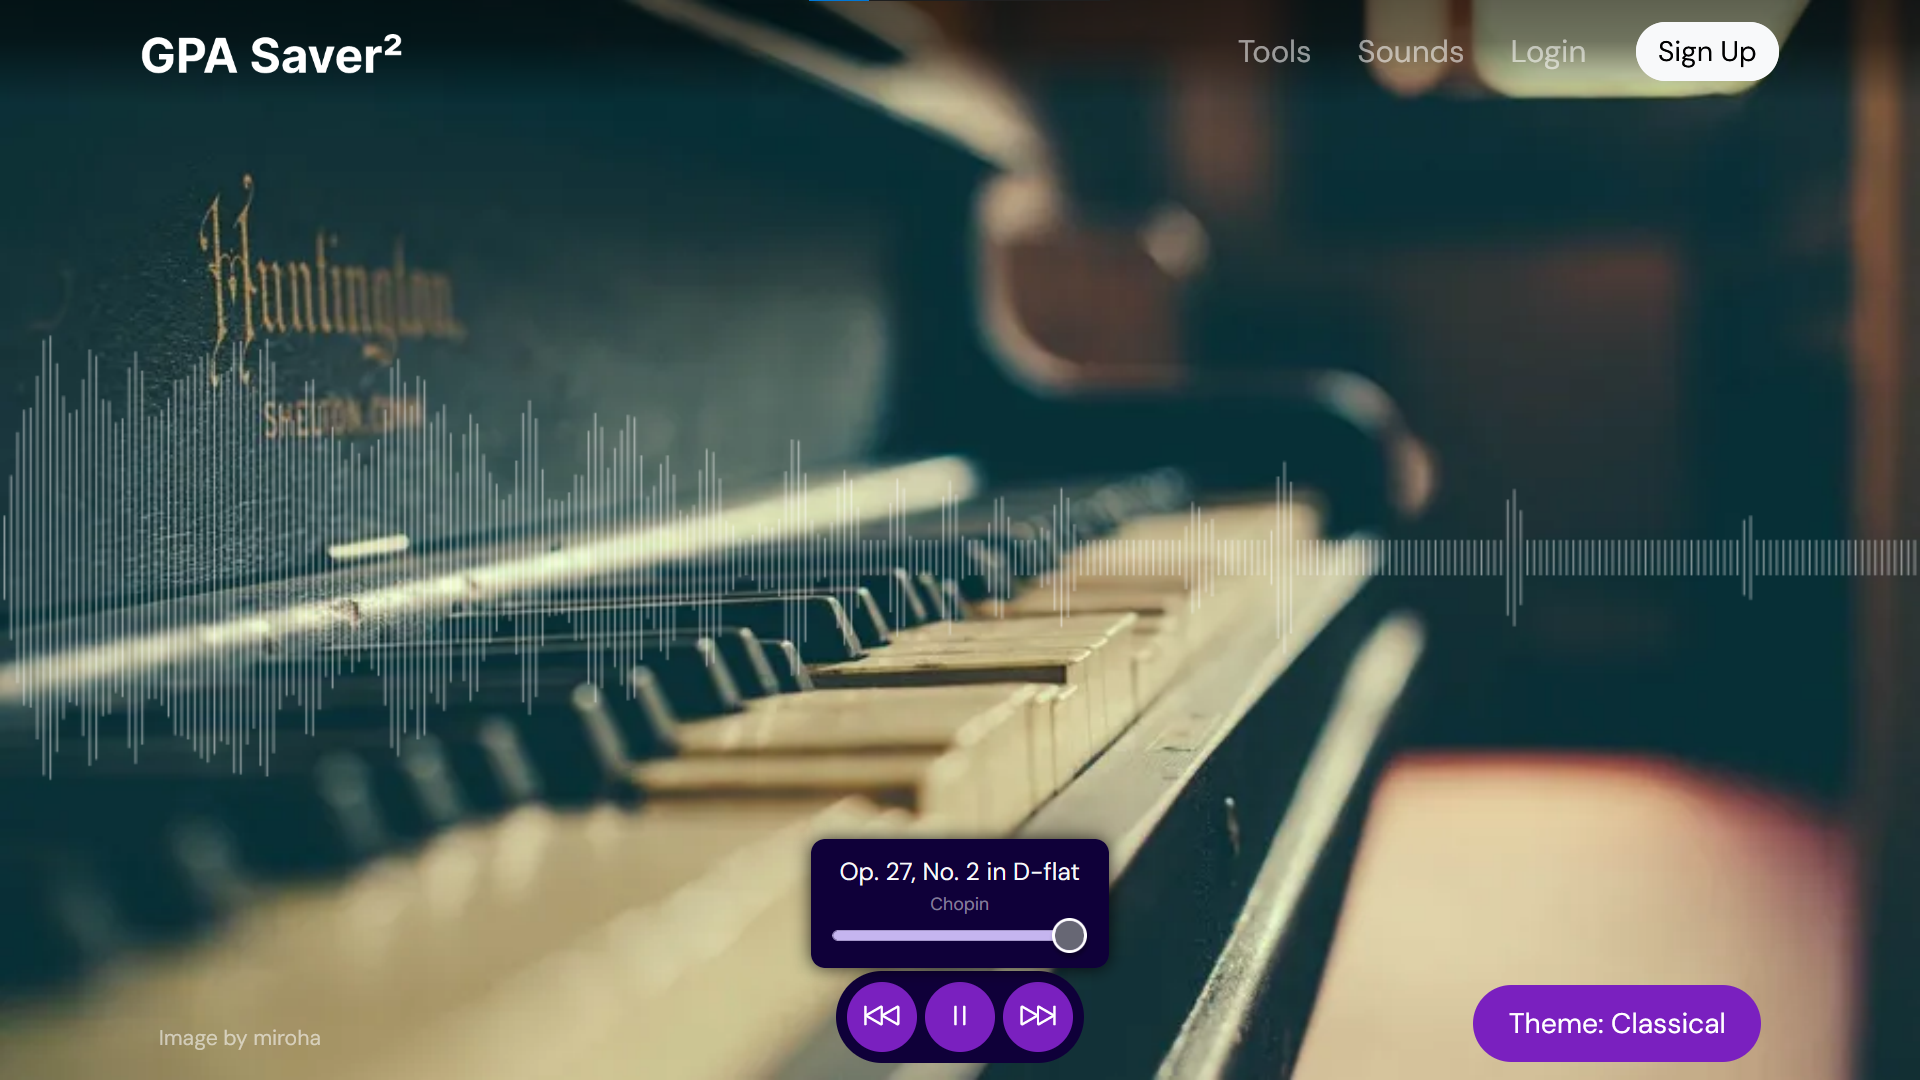 GPA Saver²
Tools
Sounds
Login
Sign Up
Huntington
SHELTON, CONN
Op. 27, No. 2 in D-flat
Chopin
Image by miroha
Theme: Classical